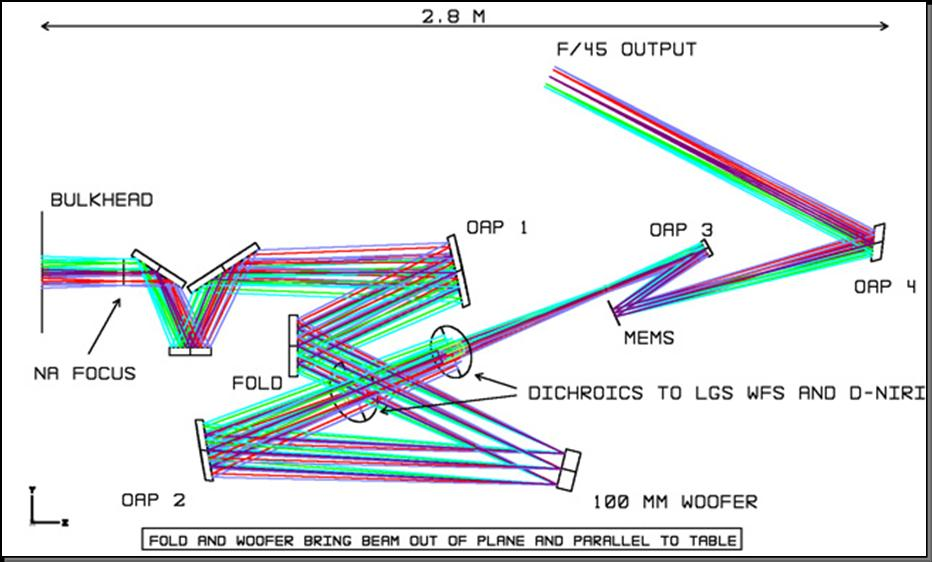 2.8 M
F/45 OUTPUT
BULKHEAD
OAP 1
OAP 3
OAP 4
MEMS
NA FOCUS
FOLD
DICHROICS TO LGS WFS AND D-NIRI
OAP 2
100 MM WOOFER
Y
Z
FOLD AND WOOFER BRING BEAM OUT OF PLANE AND PARALLEL TO TABLE